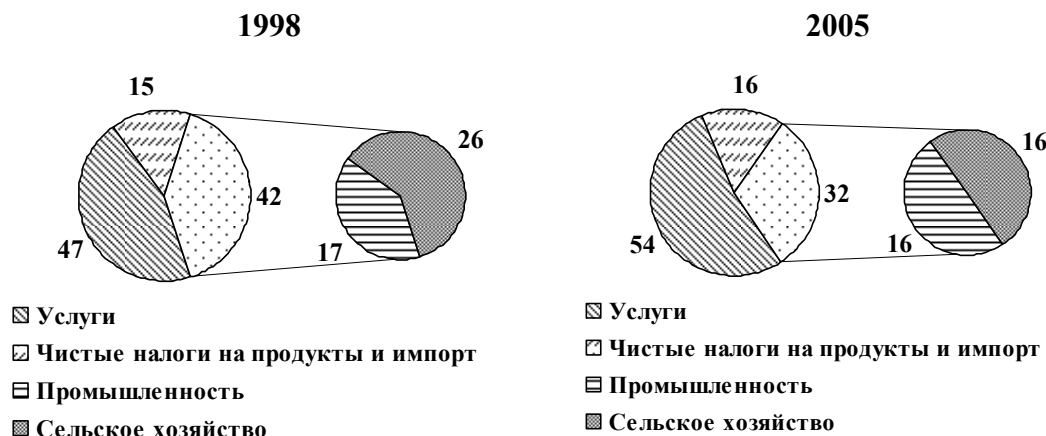 1998
15
26
42
47
17
Услуги
Чистые налоги на продукты и импорт
Промышленность
Сельское хозяйство
2005
16
16
32
54
16
Услуги
Чистые налоги на продукты и импорт
Промышленность
Сельское хозяйство